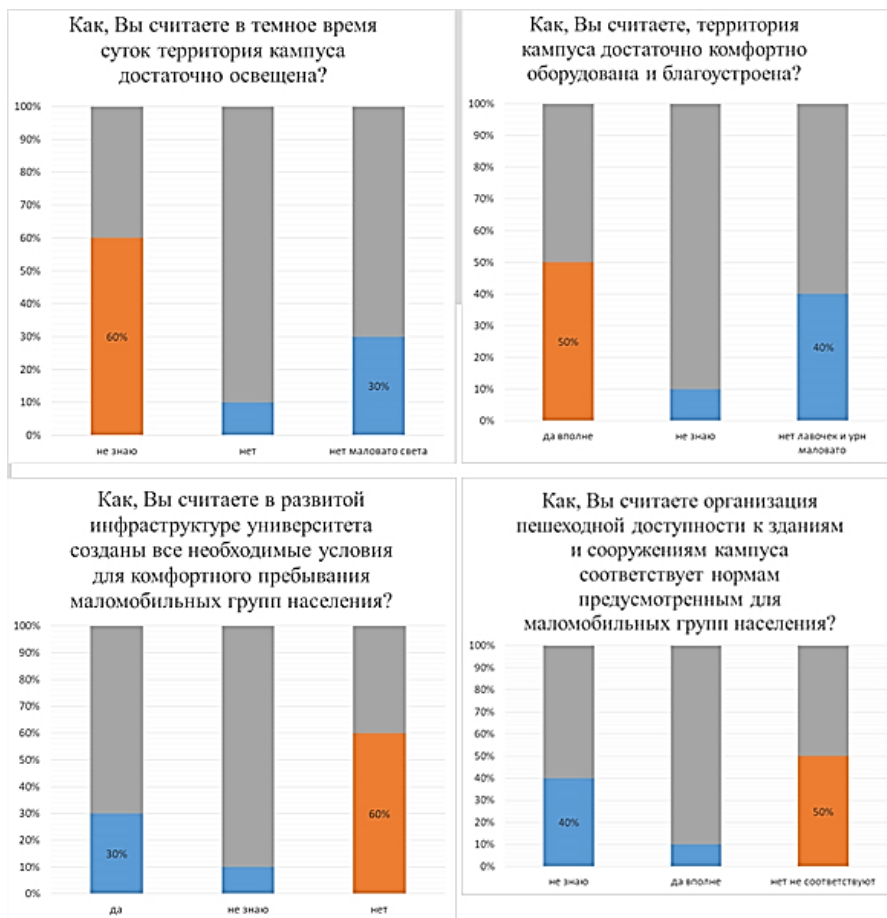 Как, Вы считаете в темное время
суток территория кампуса
достаточно освещена?
100%
90%
80%
70%
60%
50%
40%
30%
20%
10%
0%
60%
30%
не знаю
нет
нет маловато света
Как, Вы считаете, территория
кампуса достаточно комфортно
оборудована и благоустроена?
100%
90%
80%
70%
60%
50%
40%
30%
20%
10%
0%
50%
40%
да вполне
не знаю
нет лавочек и урн
маловато
Как, Вы считаете в развитой
инфраструктуре университета
созданы все необходимые условия
для комфортного пребывания
маломобильных групп населения?
100%
90%
80%
70%
60%
50%
40%
30%
20%
10%
0%
30%
60%
да
не знаю
нет
Как, Вы считаете организация
пешеходной доступности к зданиям
и сооружениям кампуса
соответствует нормам
предусмотренным для
маломобильных групп населения?
100%
90%
80%
70%
60%
50%
40%
30%
20%
10%
0%
40%
50%
не знаю
да вполне
нет не соответствуют